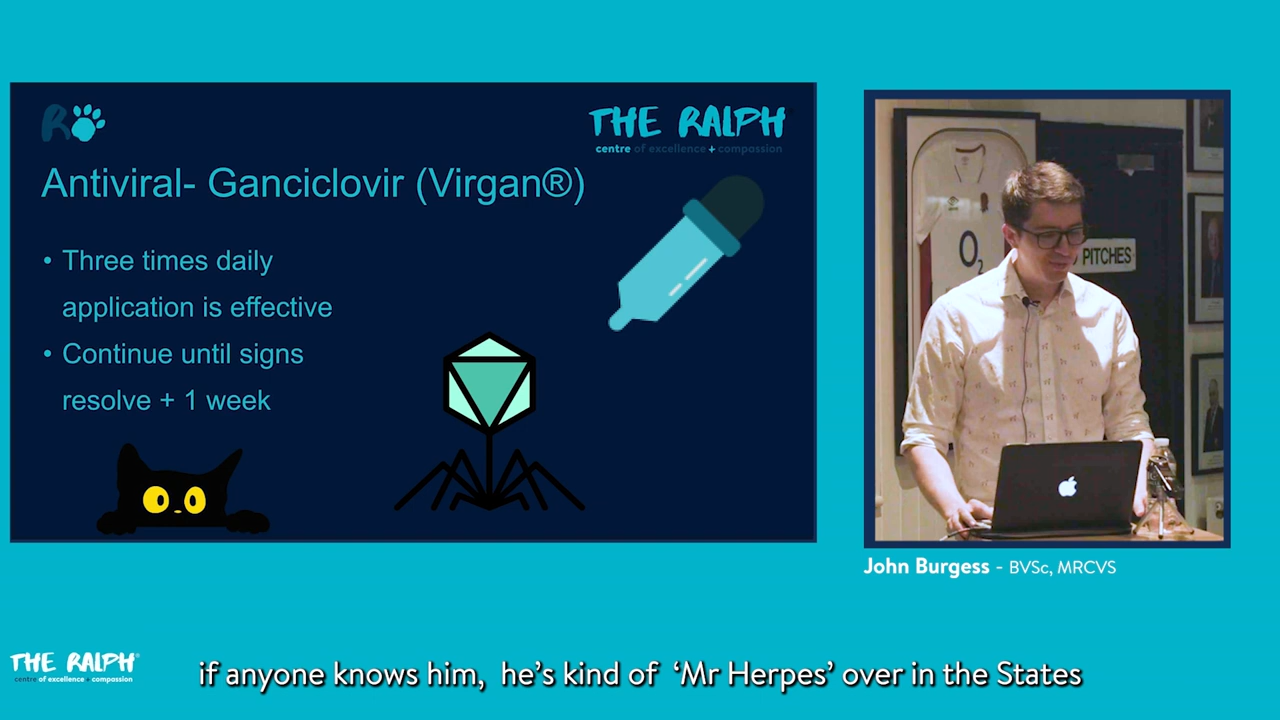 R
THE RALPH
centre of excellence + compassion
Antiviral- Ganciclovir (Virgan®)
• Three times daily
application is effective
• Continue until signs
resolve + 1 week
O2
PITCHES
John Burgess - BVSc, MRCVS
THE RALPH®
centre of excellence + compassion
if anyone knows him, he's kind of 'Mr Herpes' over in the States